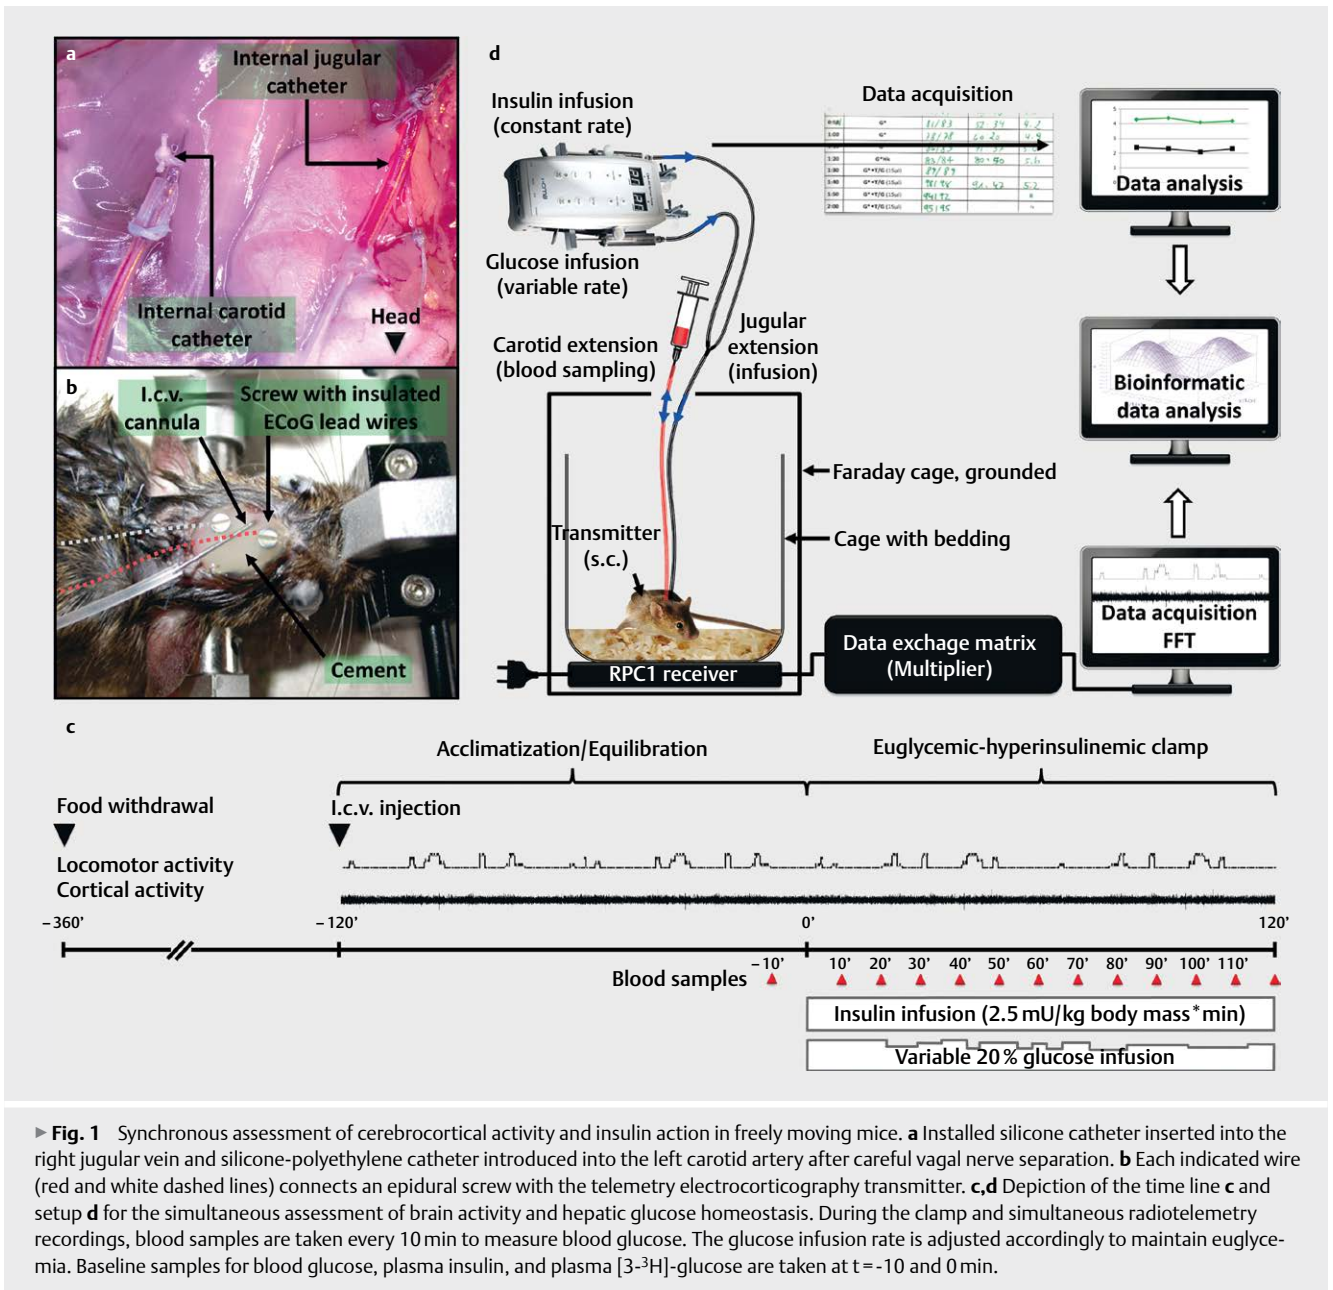 a
Internal jugular
catheter
Internal carotid
catheter
Head
b
I.c.v.
cannula
Screw with insulated
ECoG lead wires
Cement
d
Insulin infusion
(constant rate)
Glucose infusion
(variable rate)
Carotid extension
(blood sampling)
Jugular
extension
(infusion)
Data acquisition
Data analysis
Bioinformatic
data analysis
Faraday cage, grounded
Cage with bedding
Transmitter
(s.c.)
RPC1 receiver
Data exchage matrix
(Multiplier)
Data acquisition
FFT
c
Acclimatization/Equilibration
Euglycemic-hyperinsulinemic clamp
Food withdrawal
I.c.v. injection
Locomotor activity
Cortical activity
– 360’ – 120’ 0’ 120’
– 10’ 10’ 20’ 30’ 40’ 50’ 60’ 70’ 80’ 90’ 100’ 110’
Blood samples
Insulin infusion (2.5 mU/kg body mass * min)
Variable 20 % glucose infusion
▶ Fig. 1 Synchronous assessment of cerebrocortical activity and insulin action in freely moving mice. a Installed silicone catheter inserted into the
right jugular vein and silicone-polyethylene catheter introduced into the left carotid artery after careful vagal nerve separation. b Each indicated wire
(red and white dashed lines) connects an epidural screw with the telemetry electrocorticography transmitter. c,d Depiction of the time line c and
setup d for the simultaneous assessment of brain activity and hepatic glucose homeostasis. During the clamp and simultaneous radiotelemetry
recordings, blood samples are taken every 10 min to measure blood glucose. The glucose infusion rate is adjusted accordingly to maintain euglyce-
mia. Baseline samples for blood glucose, plasma insulin, and plasma [3-³H]-glucose are taken at t = -10 and 0 min.